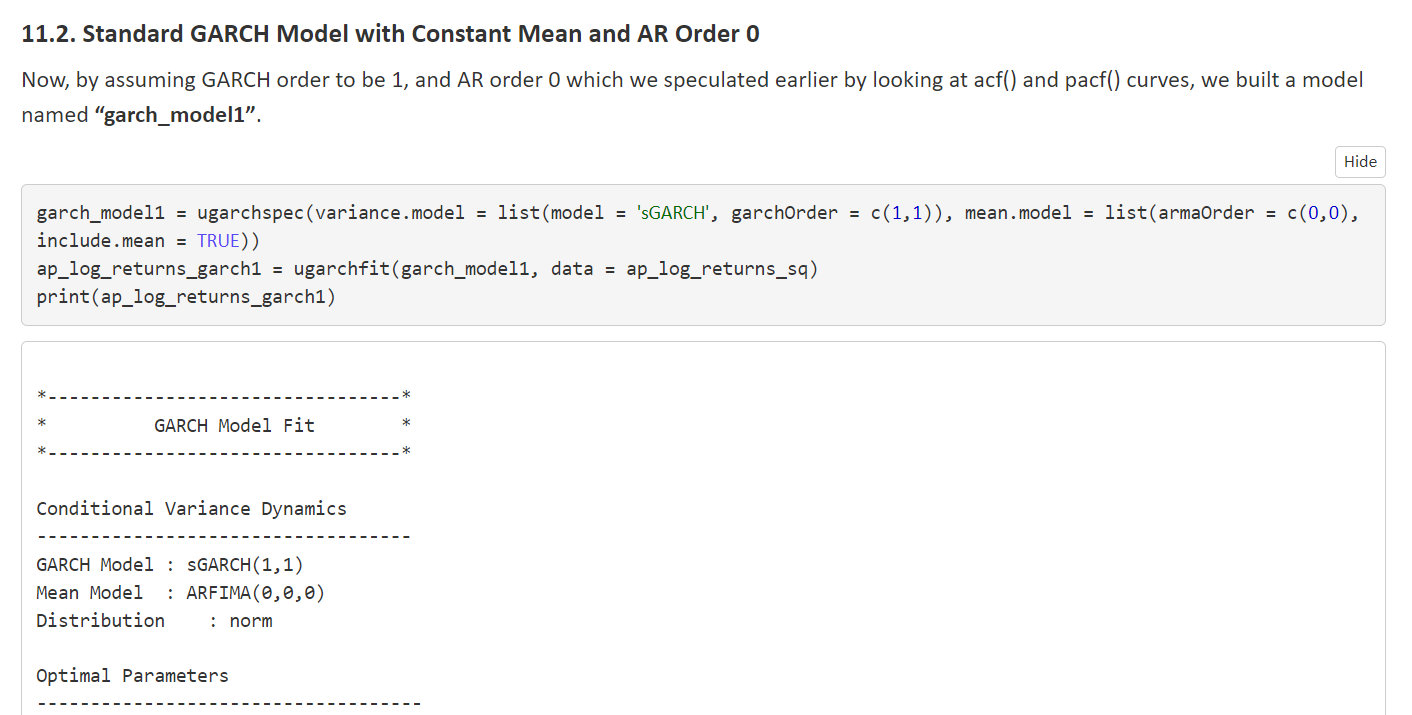 11.2. Standard GARCH Model with Constant Mean and AR Order 0
Now, by assuming GARCH order to be 1, and AR order 0 which we speculated earlier by looking at acf() and pacf() curves, we built a model
named “garch_model1”.
Hide
garch_model1 = ugarchspec(variance.model = list(model = 'sGARCH', garchOrder = c(1,1)), mean.model = list(armaOrder = c(0,0),
include.mean = TRUE))
ap_log_returns_garch1 = ugarchfit(garch_model1, data = ap_log_returns_sq)
print(ap_log_returns_garch1)
*---------------------------------*
*          GARCH Model Fit        *
*---------------------------------*
Conditional Variance Dynamics
-----------------------------------
GARCH Model : sGARCH(1,1)
Mean Model  : ARFIMA(0,0,0)
Distribution    : norm
Optimal Parameters
------------------------------------